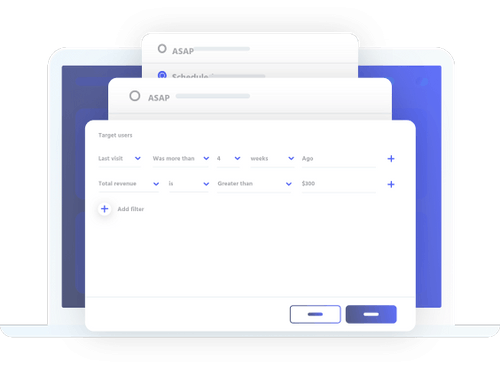 ASAP
Schedule
ASAP
Target users
Last visit Was more than 4 weeks Ago
Total revenue is Greater than $300
Add filter